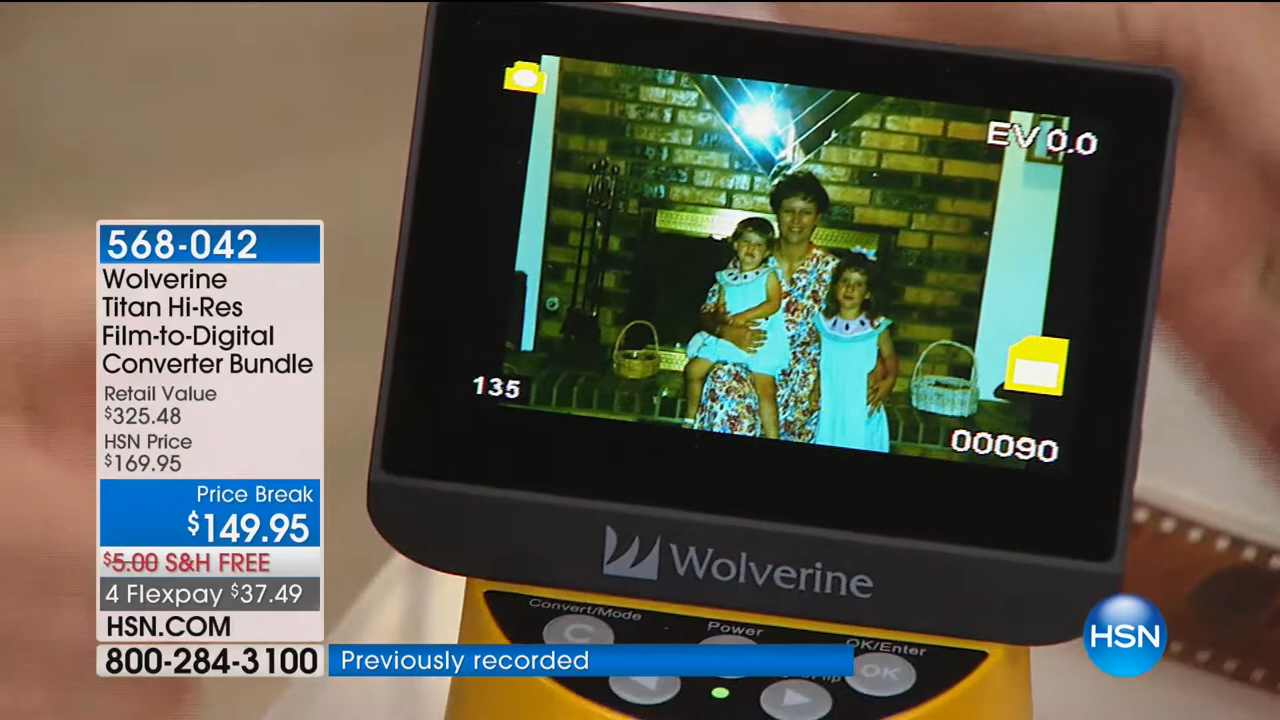 568-042
Wolverine
Titan Hi-Res
Film-to-Digital
Converter Bundle
Retail Value
$325.48
HSN Price
$169.95
Price Break
$149.95
$5.00 S&H FREE
4 Flexpay $37.49
HSN.COM
800-284-3100
Previously recorded
EV 0.0
135
00090
Wolverine
Convert/Mode
C
Power
OK/Enter
OK
HSN